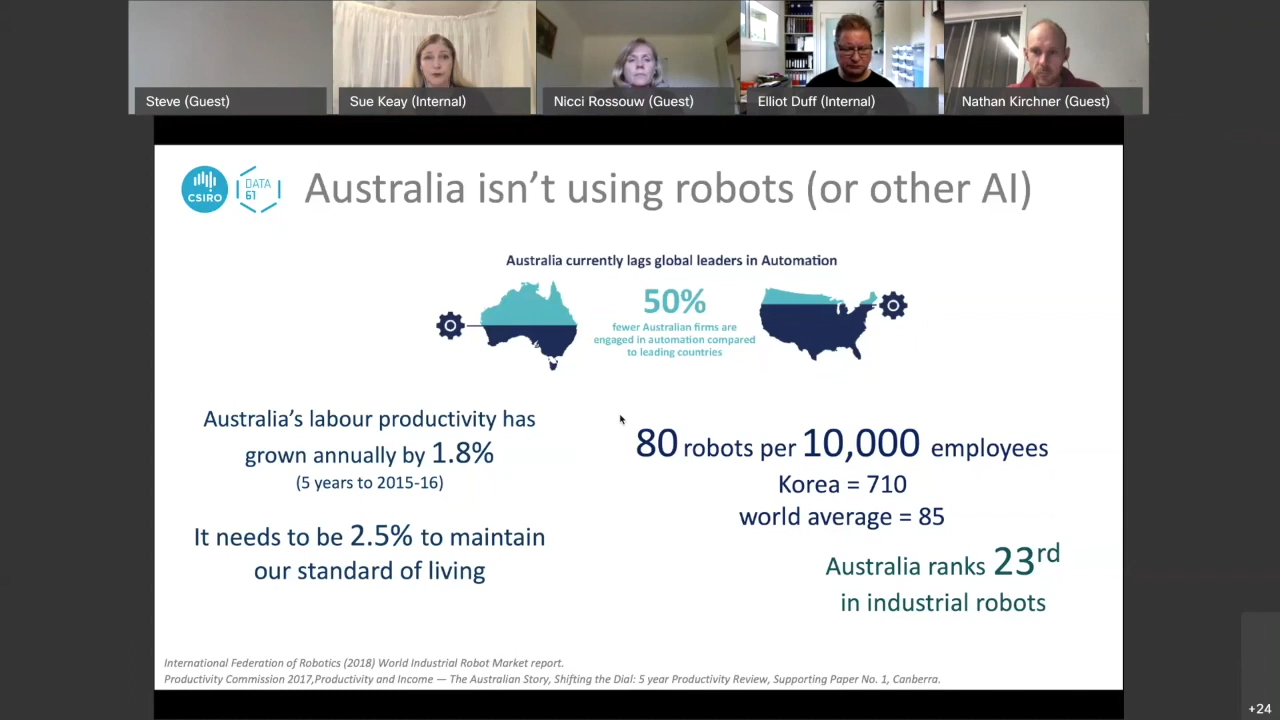 Steve (Guest)
Sue Keay (Internal)
Nicci Rossouw (Guest)
Elliot Duff (Internal)
Nathan Kirchner (Guest)
CSIRO
DATA
61
Australia isn't using robots (or other AI)
Australia currently lags global leaders in Automation
50%
fewer Australian firms are
engaged in automation compared
to leading countries
Australia's labour productivity has
grown annually by 1.8%
(5 years to 2015-16)
It needs to be 2.5% to maintain
our standard of living
80 robots per 10,000 employees
Korea = 710
world average = 85
Australia ranks 23rd
in industrial robots
International Federation of Robotics (2018) World Industrial Robot Market report.
Productivity Commission 2017,Productivity and Income — The Australian Story, Shifting the Dial: 5 year Productivity Review, Supporting Paper No. 1, Canberra.
+24